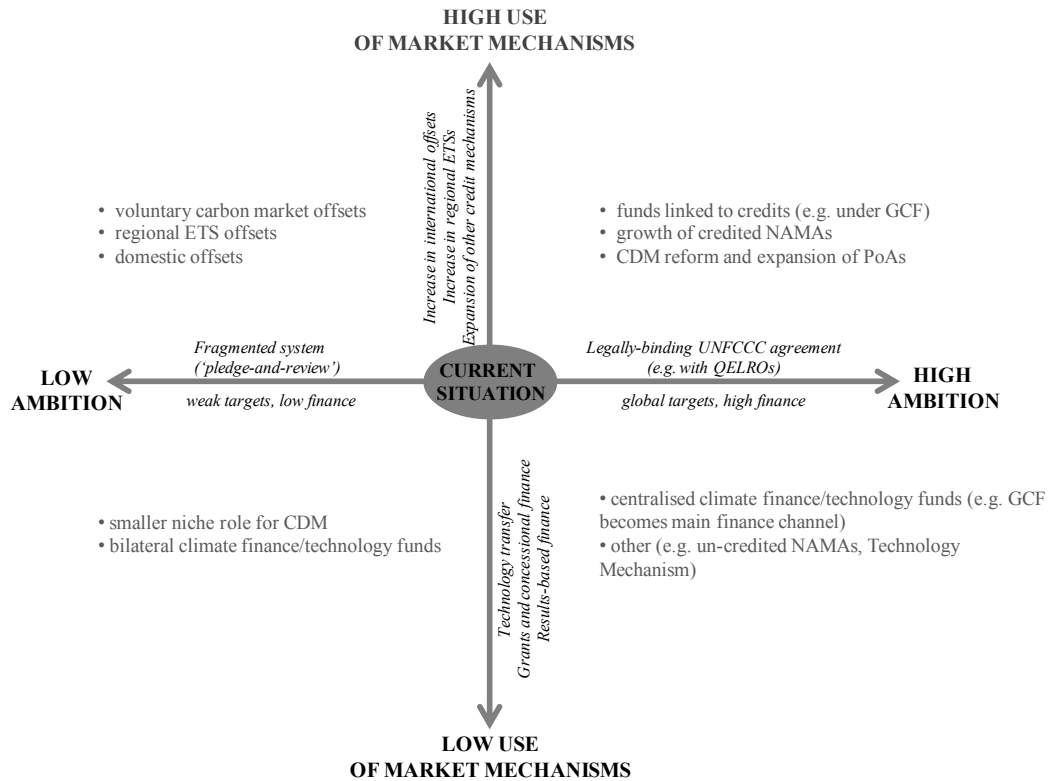 HIGH USE
OF MARKET MECHANISMS
Increase in international offsets
Increase in regional ETSs
Expansion of other credit mechanisms
• voluntary carbon market offsets
• regional ETS offsets
• domestic offsets
• funds linked to credits (e.g. under GCF)
• growth of credited NAMAs
• CDM reform and expansion of PoAs
LOW
AMBITION
Fragmented system
(‘pledge-and-review’)
weak targets, low finance
CURRENT
SITUATION
Legally-binding UNFCCC agreement
(e.g. with QELROs)
global targets, high finance
HIGH
AMBITION
• smaller niche role for CDM
• bilateral climate finance/technology funds
Technology transfer
Grants and concessional finance
Results-based finance
• centralised climate finance/technology funds (e.g. GCF
becomes main finance channel)
• other (e.g. un-credited NAMAs, Technology
Mechanism)
LOW USE
OF MARKET MECHANISMS